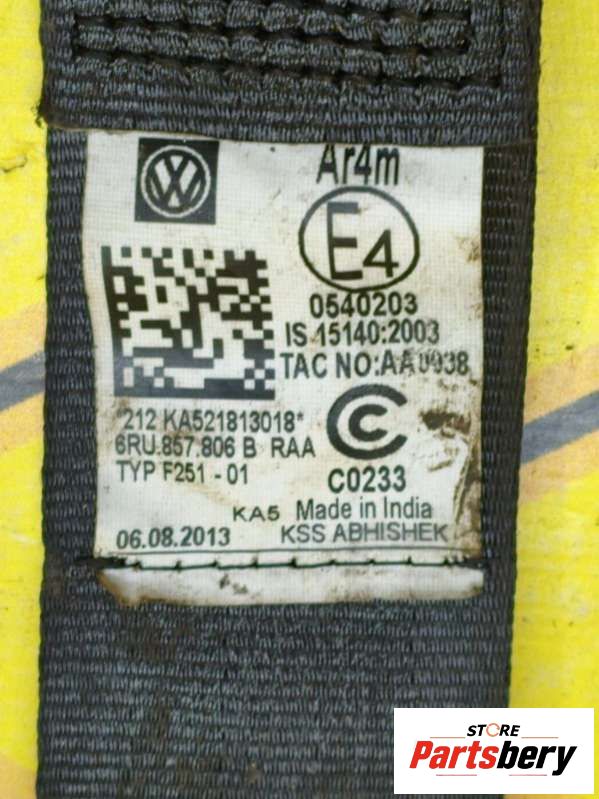 Ar4m
E4
0540203
IS 15140:2003
TAC NO:AA0038
*212 KA521813018*
6RU.857.806 B RAA
TYP F251 - 01
C0233
KA5 Made in India
06.08.2013 KSS ABHISHEK
STORE
Partsbery